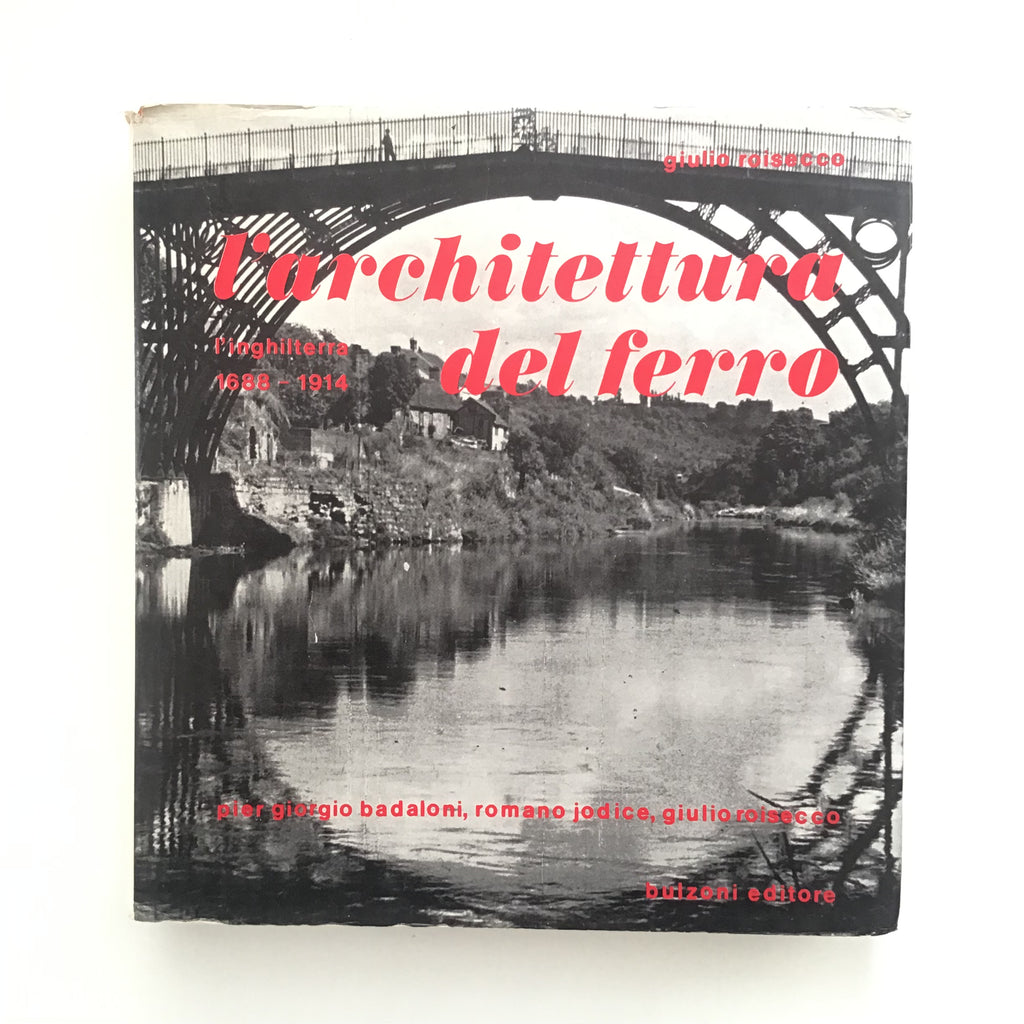 giulio roisecco
l'architettura
del ferro
l'inghilterra
1688 - 1914
pier giorgio badaloni, romano jodice, giulio roisecco
bulzoni editore